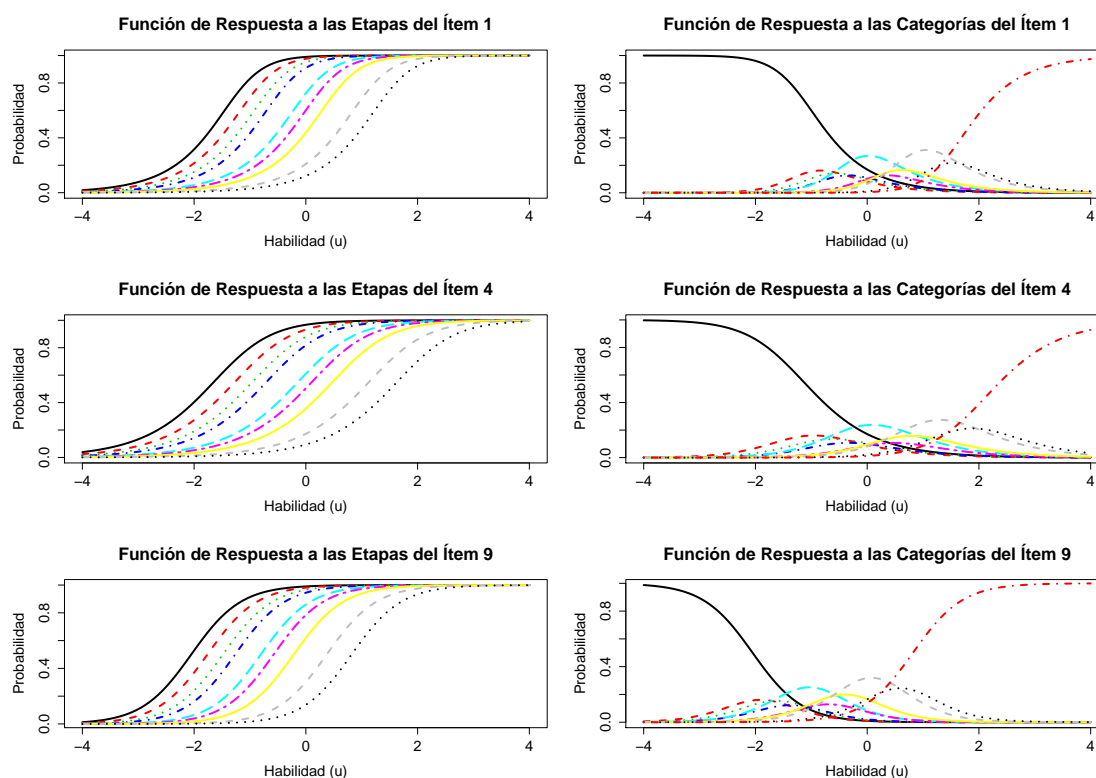 Función de Respuesta a las Etapas del Ítem 1
Probabilidad
0.0 0.4 0.8
−4 −2 0 2 4
Habilidad (u)
Función de Respuesta a las Categorías del Ítem 1
Probabilidad
0.0 0.4 0.8
−4 −2 0 2 4
Habilidad (u)
Función de Respuesta a las Etapas del Ítem 4
Probabilidad
0.0 0.4 0.8
−4 −2 0 2 4
Habilidad (u)
Función de Respuesta a las Categorías del Ítem 4
Probabilidad
0.0 0.4 0.8
−4 −2 0 2 4
Habilidad (u)
Función de Respuesta a las Etapas del Ítem 9
Probabilidad
0.0 0.4 0.8
−4 −2 0 2 4
Habilidad (u)
Función de Respuesta a las Categorías del Ítem 9
Probabilidad
0.0 0.4 0.8
−4 −2 0 2 4
Habilidad (u)